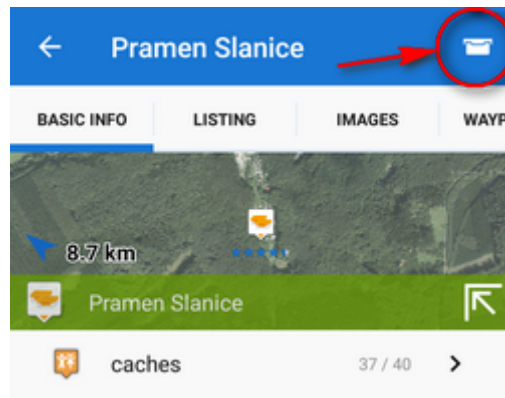 Pramen Slanice
BASIC INFO LISTING IMAGES WAYP
8.7 km
Pramen Slanice
caches 37 / 40